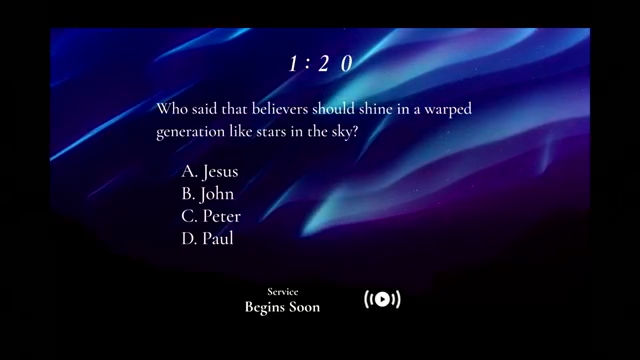 1:20
Who said that believers should shine in a warped
generation like stars in the sky?
A. Jesus
B. John
C. Peter
D. Paul
Service
Begins Soon